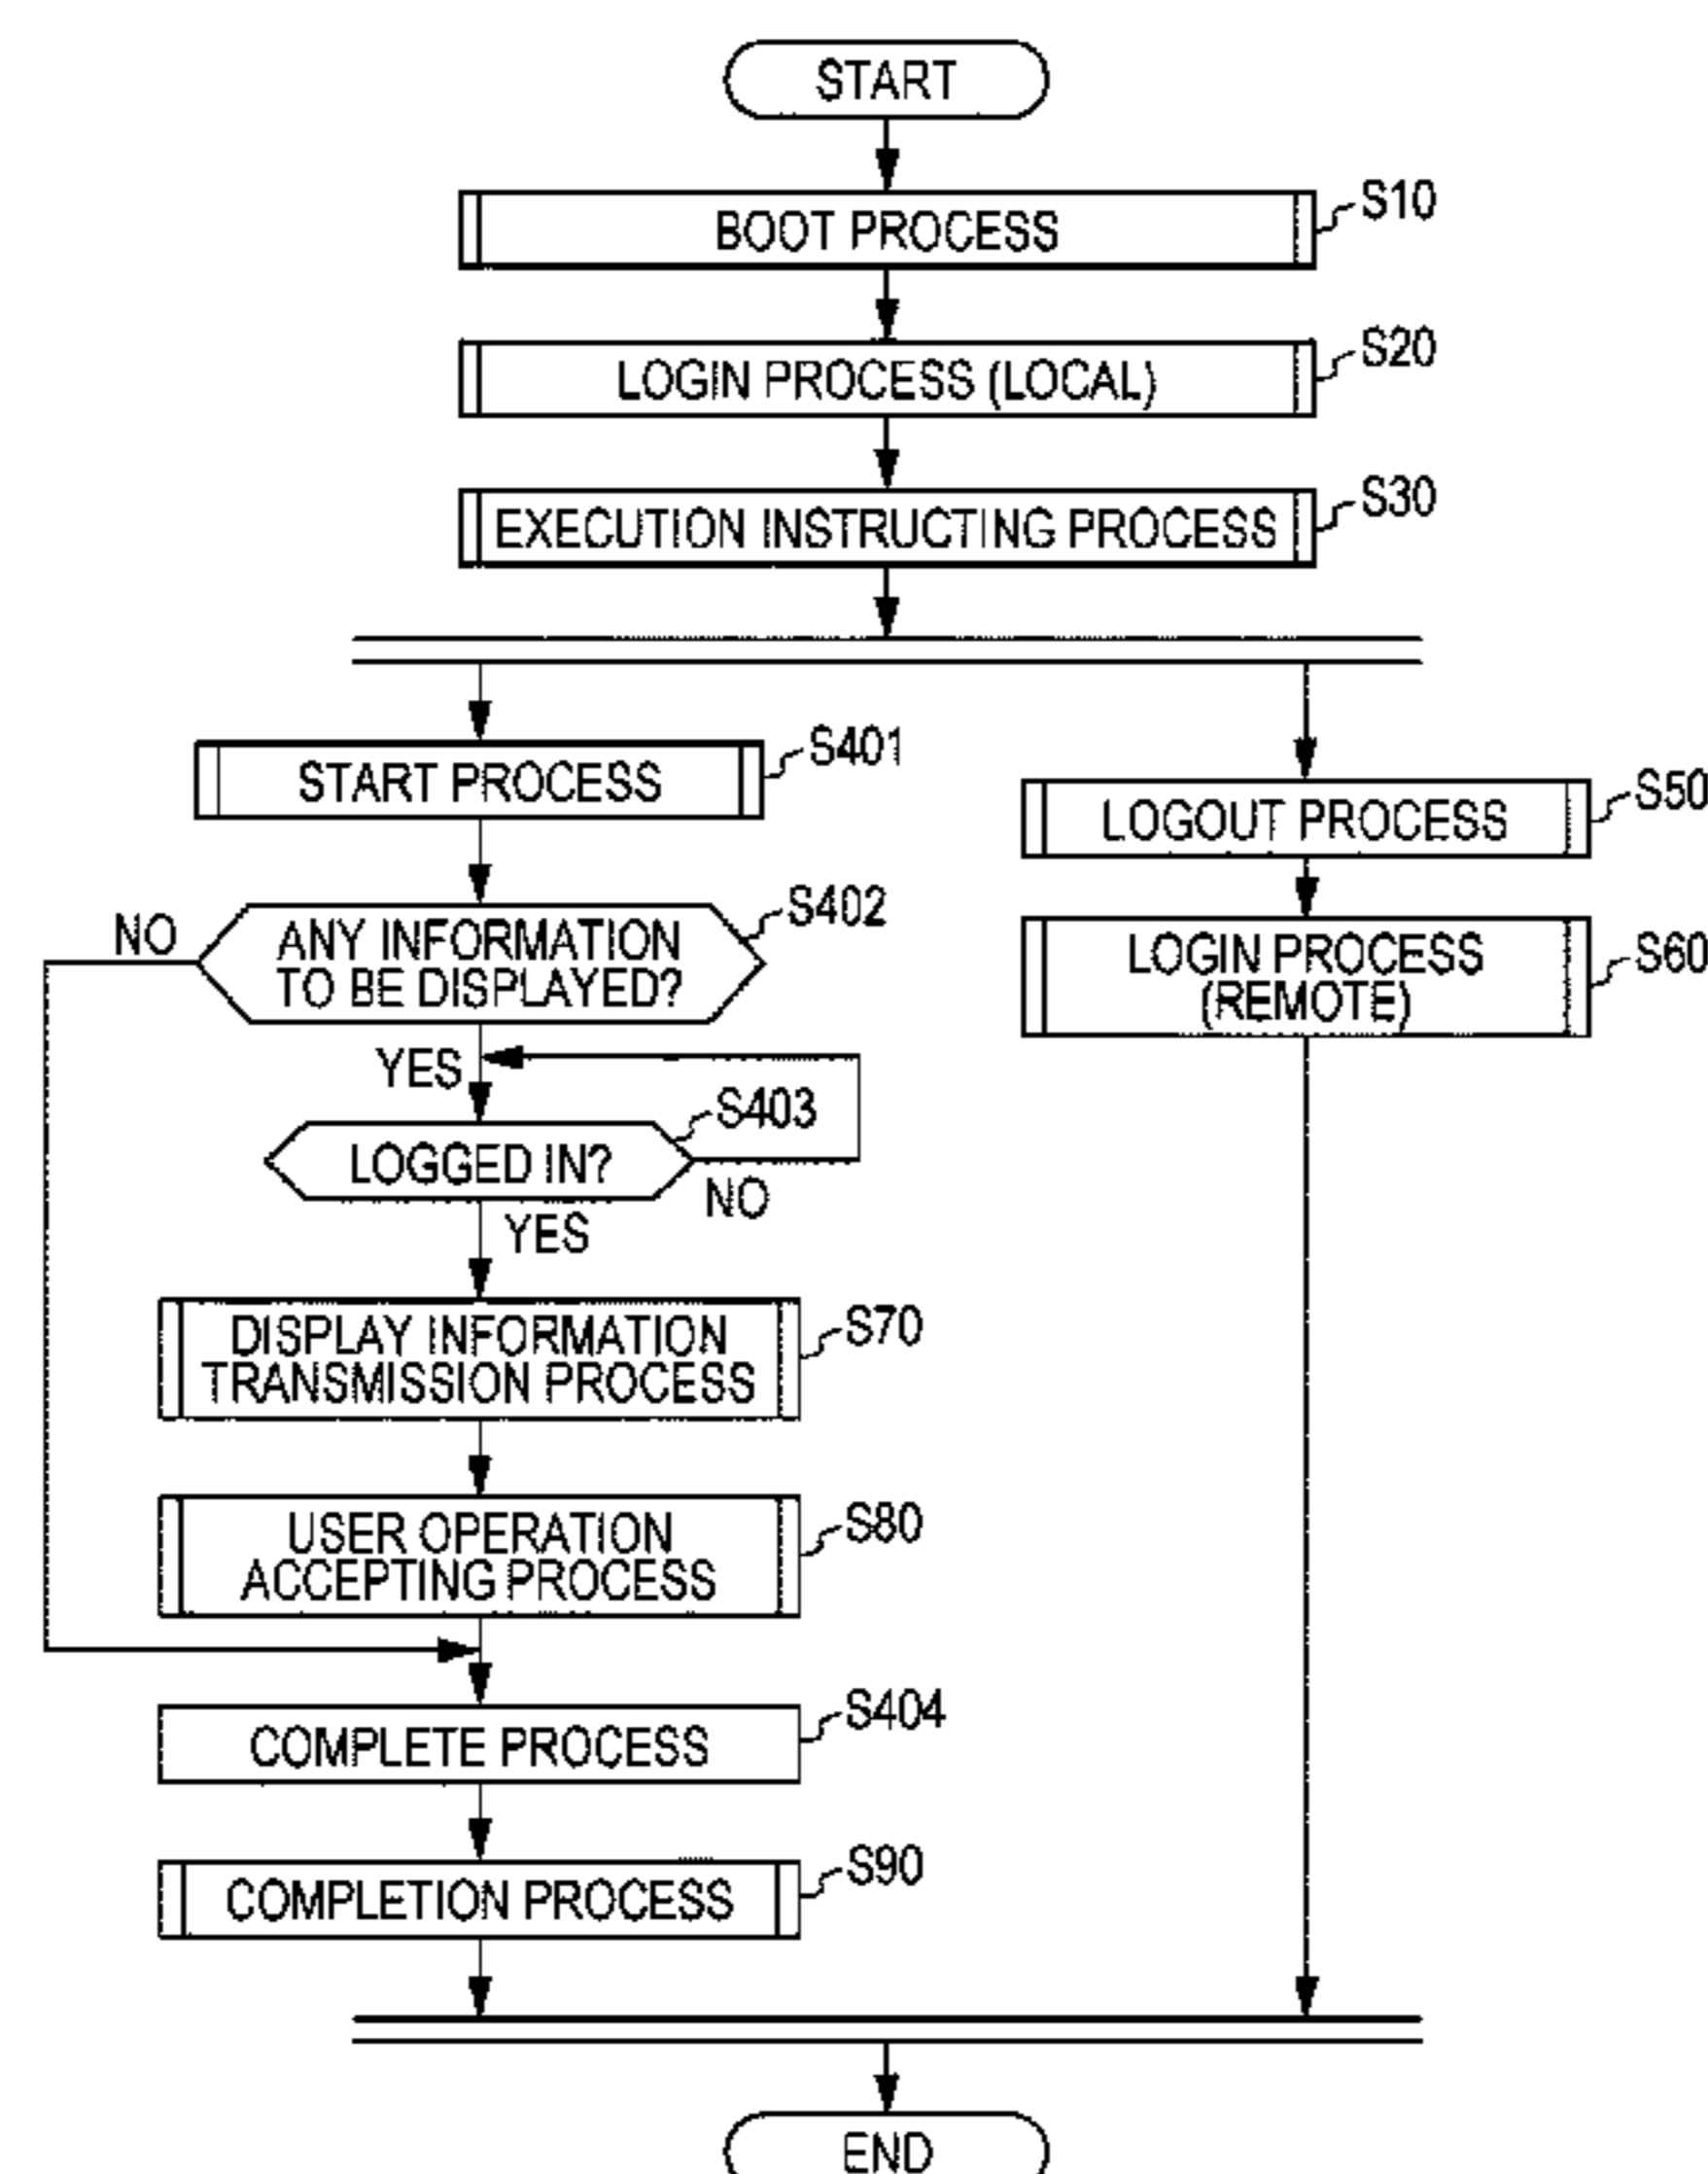 START
BOOT PROCESS
S10
LOGIN PROCESS (LOCAL)
S20
EXECUTION INSTRUCTING PROCESS
S30
START PROCESS
S401
LOGOUT PROCESS
S50
ANY INFORMATION
TO BE DISPLAYED?
S402
NO
YES
LOGIN PROCESS
(REMOTE)
S60
LOGGED IN?
S403
NO
YES
DISPLAY INFORMATION
TRANSMISSION PROCESS
S70
USER OPERATION
ACCEPTING PROCESS
S80
COMPLETE PROCESS
S404
COMPLETION PROCESS
S90
END